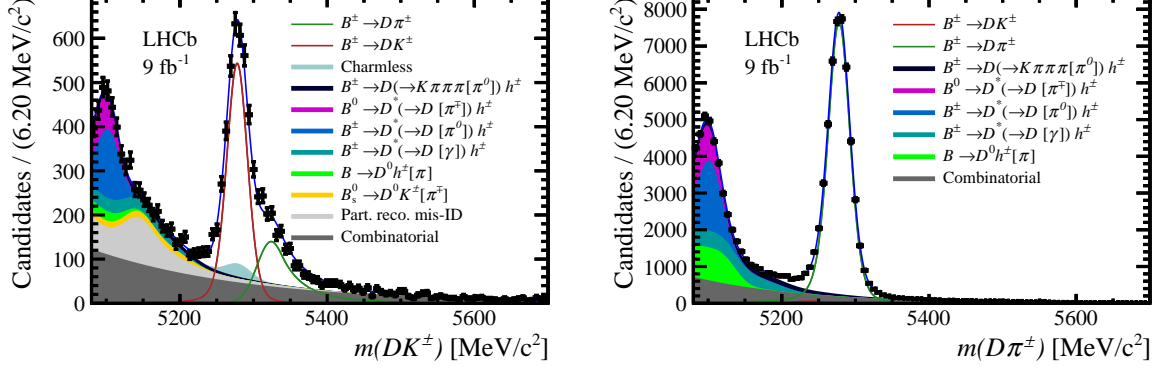 Candidates / (6.20 MeV/c²)
600
500
400
300
200
100
0
LHCb
9 fb⁻¹
B± →Dπ±
B± →DK±
Charmless
B± →D(→Kπππ[π⁰]) h±
B⁰ →D*(→D [π∓]) h±
B± →D*(→D [π⁰]) h±
B± →D*(→D [γ]) h±
B →D⁰h±[π]
B⁰ₛ →D⁰K±[π∓]
Part. reco. mis-ID
Combinatorial
5200 5400 5600
m(DK±) [MeV/c²]
Candidates / (6.20 MeV/c²)
8000
7000
6000
5000
4000
3000
2000
1000
0
LHCb
9 fb⁻¹
B± →DK±
B± →Dπ±
B± →D(→Kπππ[π⁰]) h±
B⁰ →D*(→D [π∓]) h±
B± →D*(→D [π⁰]) h±
B± →D*(→D [γ]) h±
B →D⁰h±[π]
Combinatorial
5200 5400 5600
m(Dπ±) [MeV/c²]